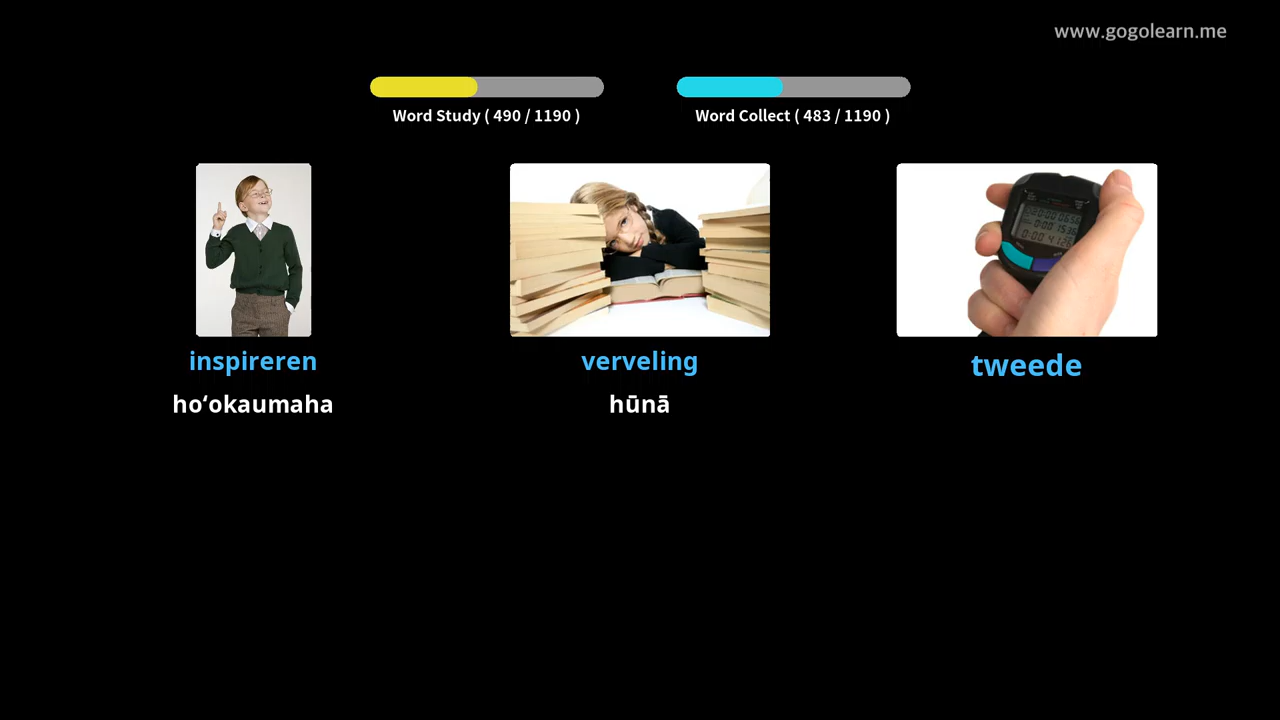 www.gogolearn.me
Word Study ( 490 / 1190 )
Word Collect ( 483 / 1190 )
inspireren
verveling
tweede
hoʻokaumaha
hūnā